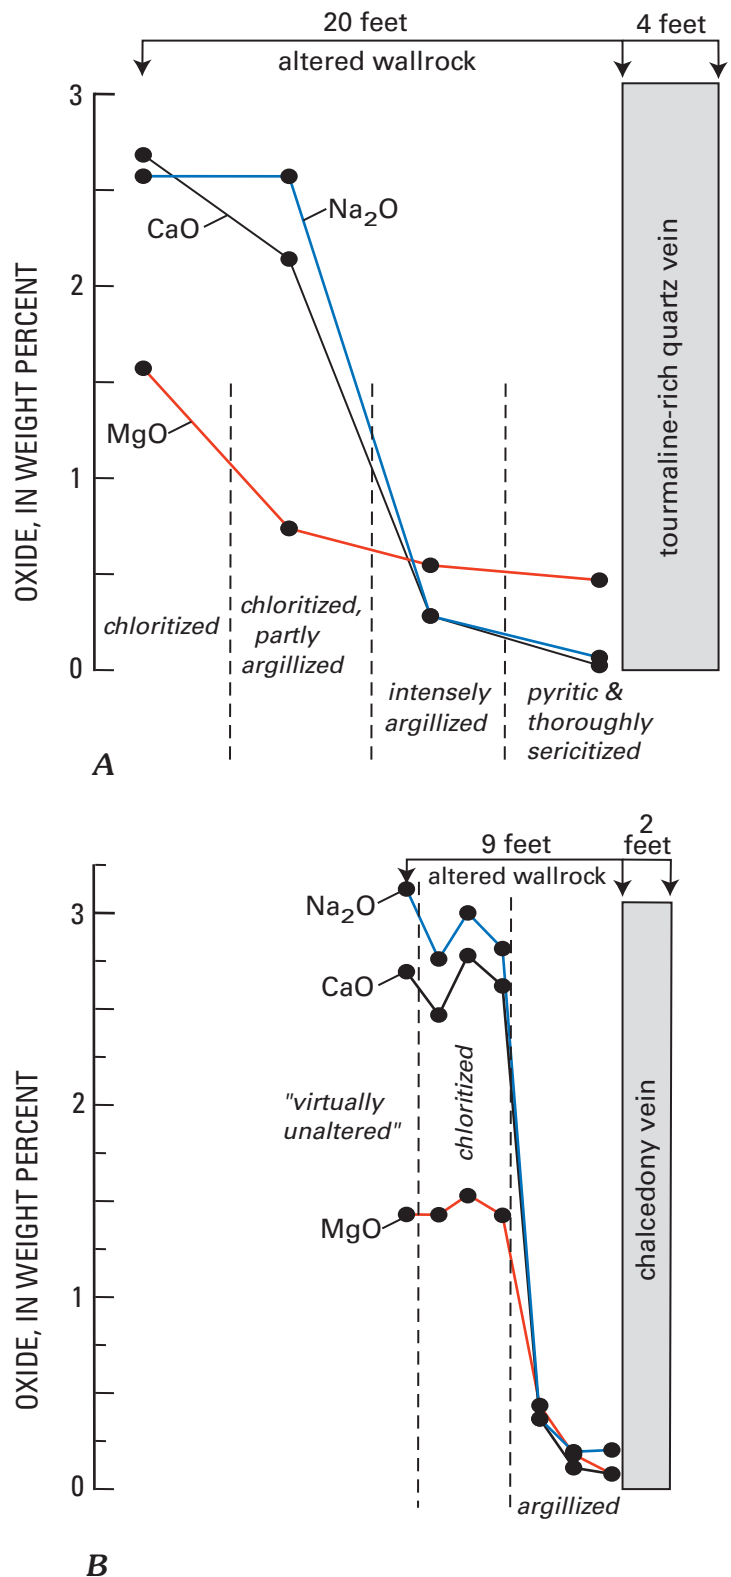 20 feet
4 feet
altered wallrock
3
2
1
0
OXIDE, IN WEIGHT PERCENT
CaO
Na2O
MgO
chloritized
chloritized,
partly
argillized
intensely
argillized
pyritic &
thoroughly
sericitized
tourmaline-rich quartz vein
A
9 feet
2
feet
altered wallrock
3
2
1
0
OXIDE, IN WEIGHT PERCENT
Na2O
CaO
MgO
"virtually
unaltered"
chloritized
argillized
chalcedony vein
B